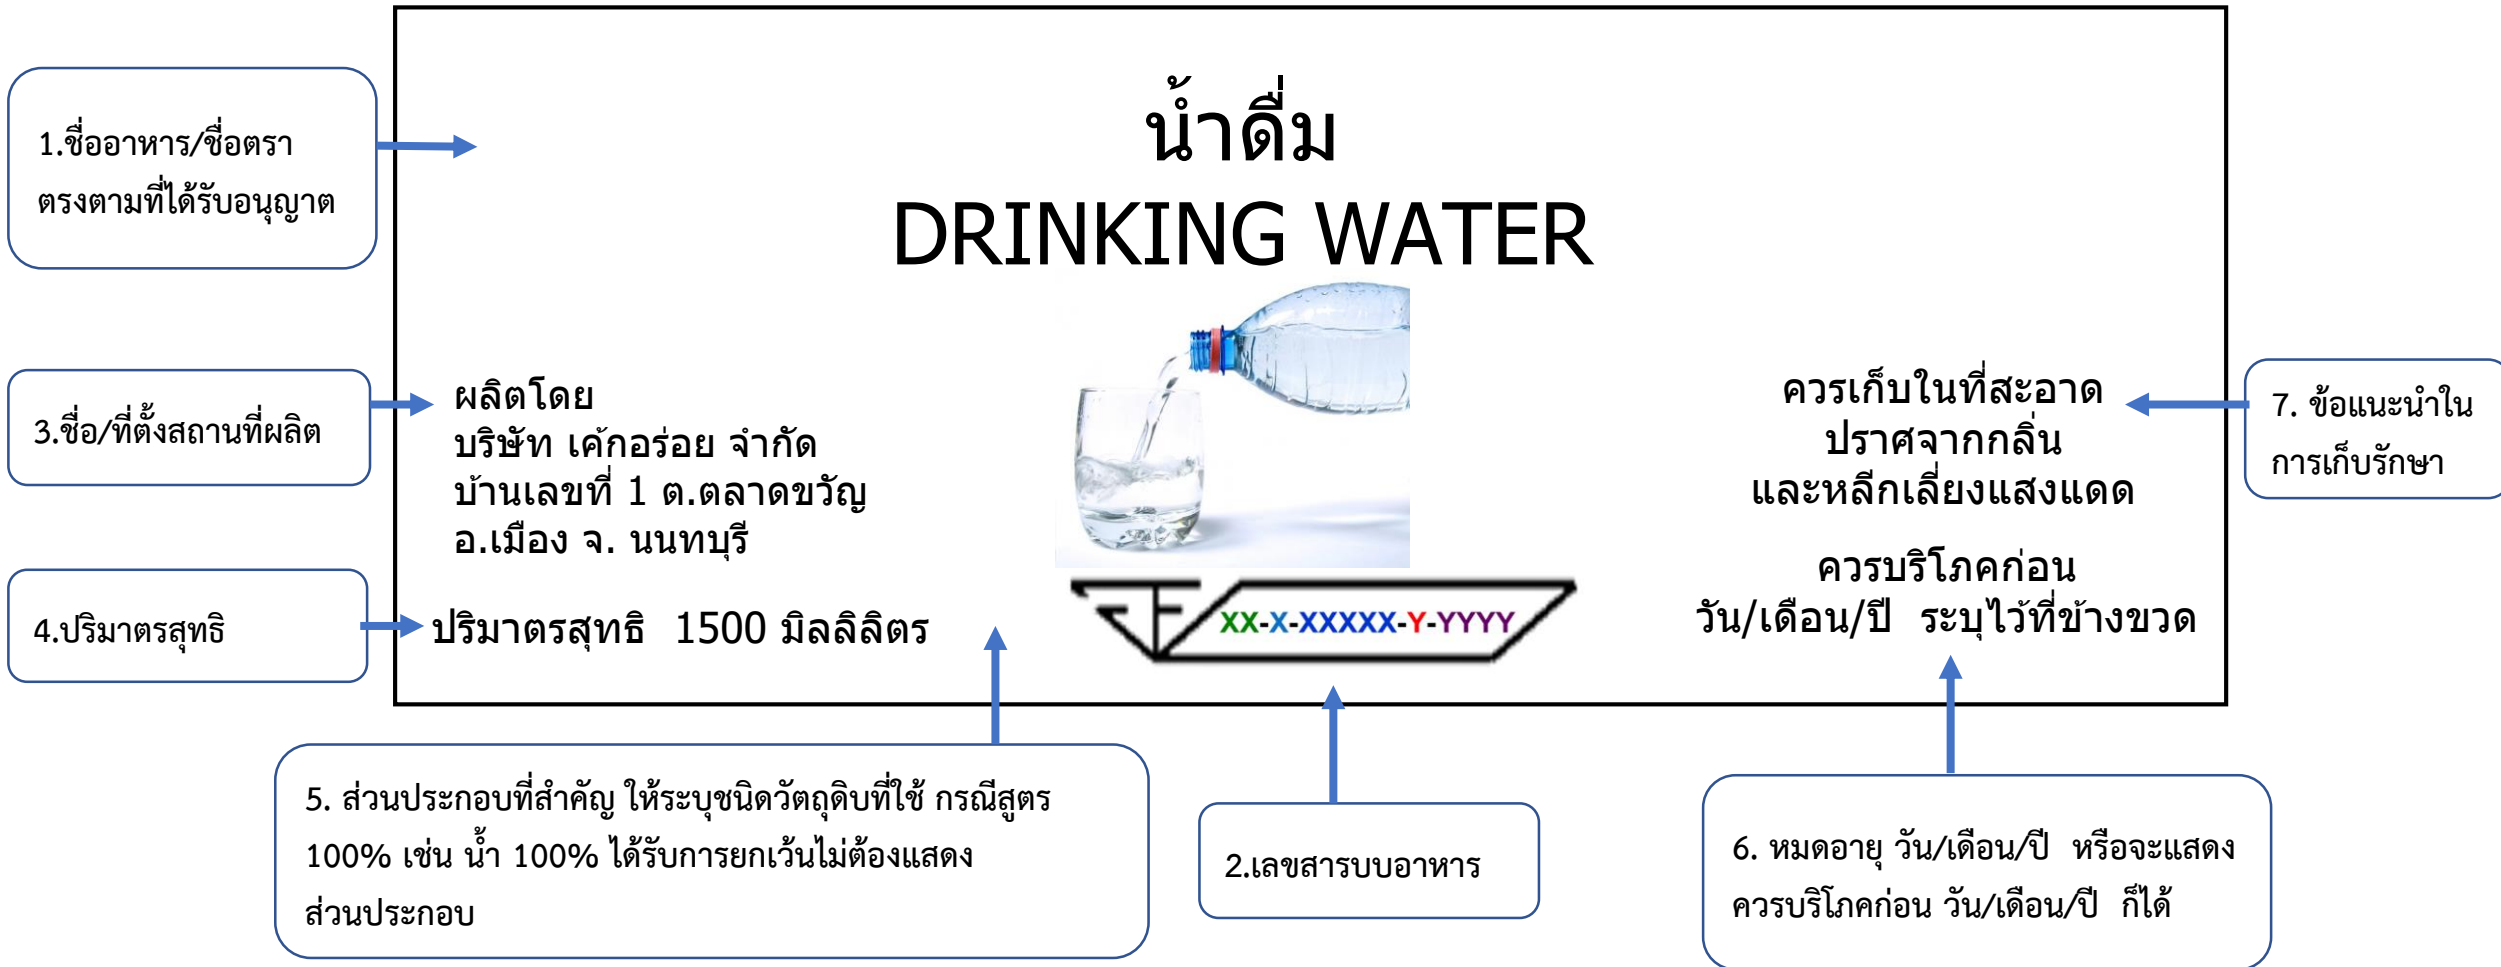 1.ชื่ออาหาร/ชื่อตรา
ตรงตามที่ได้รับอนุญาต
น้ำดื่ม
DRINKING WATER
3.ชื่อ/ที่ตั้งสถานที่ผลิต
ผลิตโดย
บริษัท เค้กอร่อย จำกัด
บ้านเลขที่ 1 ต.ตลาดขวัญ
อ.เมือง จ. นนทบุรี
ควรเก็บในที่สะอาด
ปราศจากกลิ่น
และหลีกเลี่ยงแสงแดด
7. ข้อแนะนำใน
การเก็บรักษา
4.ปริมาตรสุทธิ
ปริมาตรสุทธิ  1500 มิลลิลิตร
XX-X-XXXXX-Y-YYYY
ควรบริโภคก่อน
วัน/เดือน/ปี  ระบุไว้ที่ข้างขวด
5. ส่วนประกอบที่สำคัญ ให้ระบุชนิดวัตถุดิบที่ใช้ กรณีสูตร
100% เช่น น้ำ 100% ได้รับการยกเว้นไม่ต้องแสดง
ส่วนประกอบ
2.เลขสารบบอาหาร
6. หมดอายุ วัน/เดือน/ปี  หรือจะแสดง
ควรบริโภคก่อน วัน/เดือน/ปี  ก็ได้